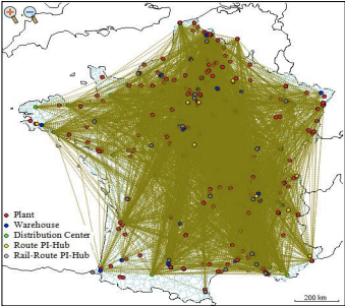 Plant
Warehouse
Distribution Center
Route PI-Hub
Rail-Route PI-Hub
200 km